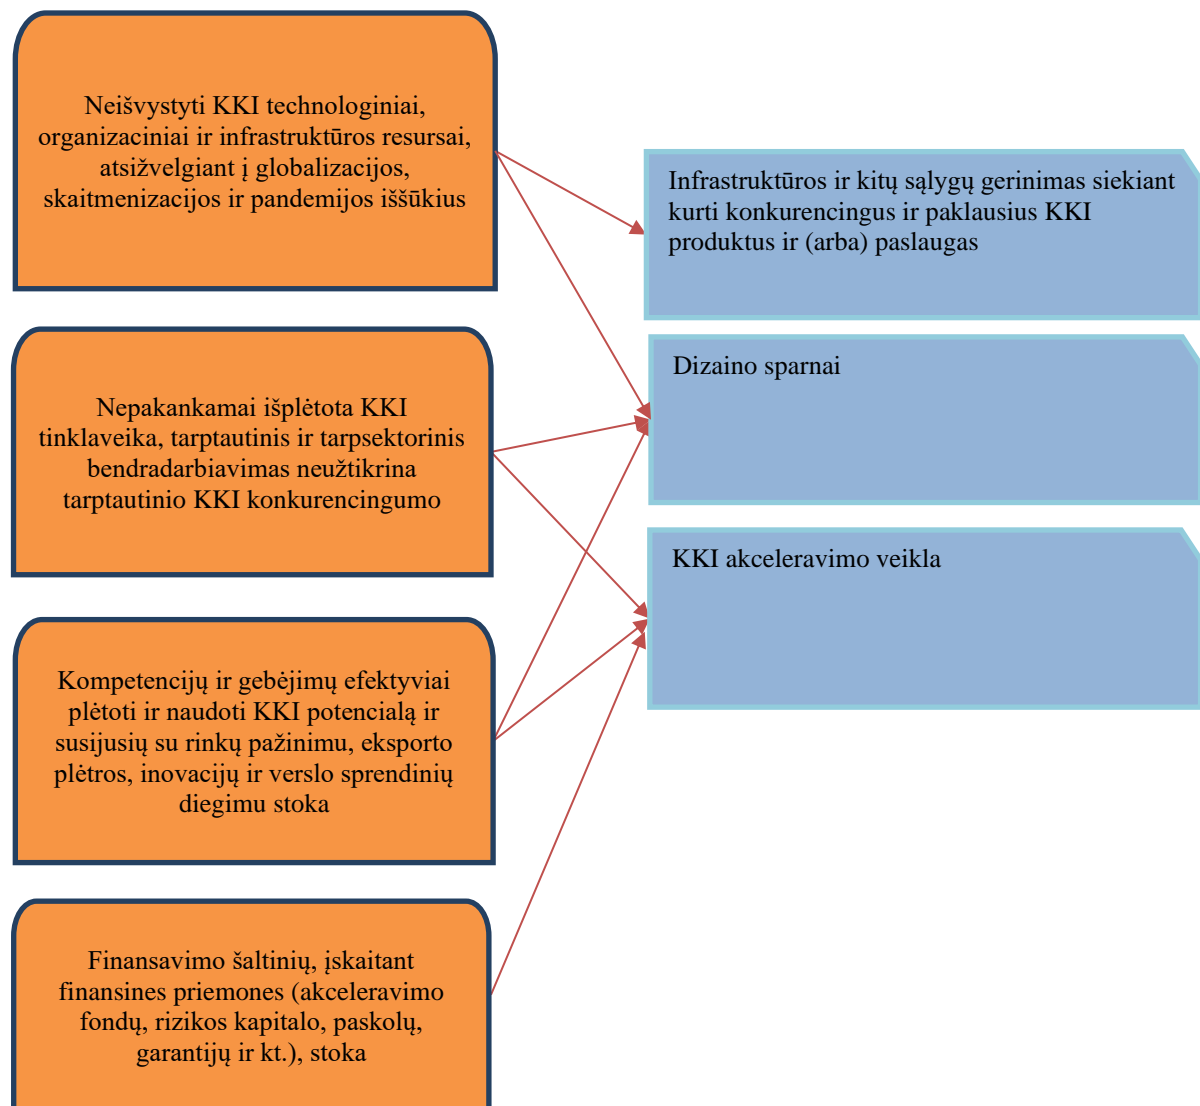 Neišvystyti KKI technologiniai,
organizaciniai ir infrastruktūros resursai,
atsižvelgiant į globalizacijos,
skaitmenizacijos ir pandemijos iššūkius
Infrastruktūros ir kitų sąlygų gerinimas siekiant
kurti konkurencingus ir paklausius KKI
produktus ir (arba) paslaugas
Nepakankamai išplėtota KKI
tinklaveika, tarptautinis ir tarpsektorinis
bendradarbiavimas neužtikrina
tarptautinio KKI konkurencingumo
Dizaino sparnai
KKI akceleravimo veikla
Kompetencijų ir gebėjimų efektyviai
plėtoti ir naudoti KKI potencialą ir
susijusių su rinkų pažinimu, eksporto
plėtros, inovacijų ir verslo sprendinių
diegimu stoka
Finansavimo šaltinių, įskaitant
finansines priemones (akceleravimo
fondų, rizikos kapitalo, paskolų,
garantijų ir kt.), stoka